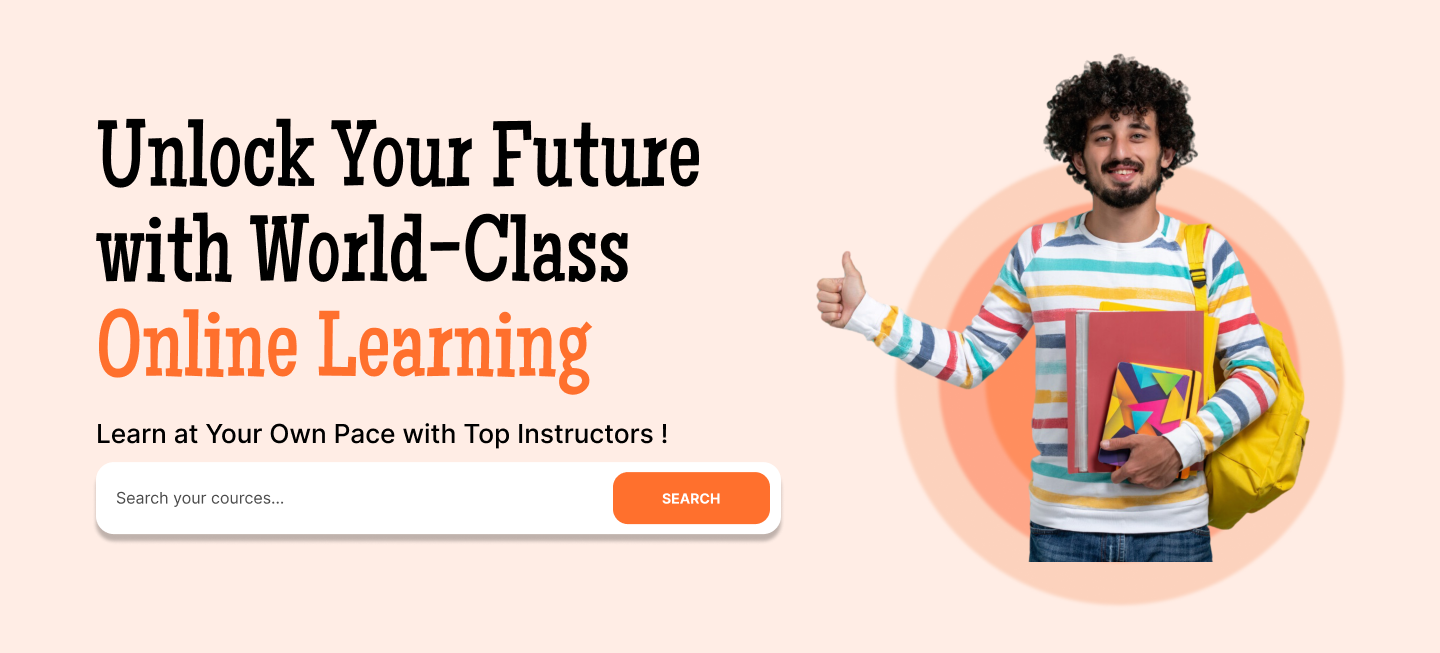 Unlock Your Future
with World-Class
Online Learning
Learn at Your Own Pace with Top Instructors !
Search your cources...
SEARCH